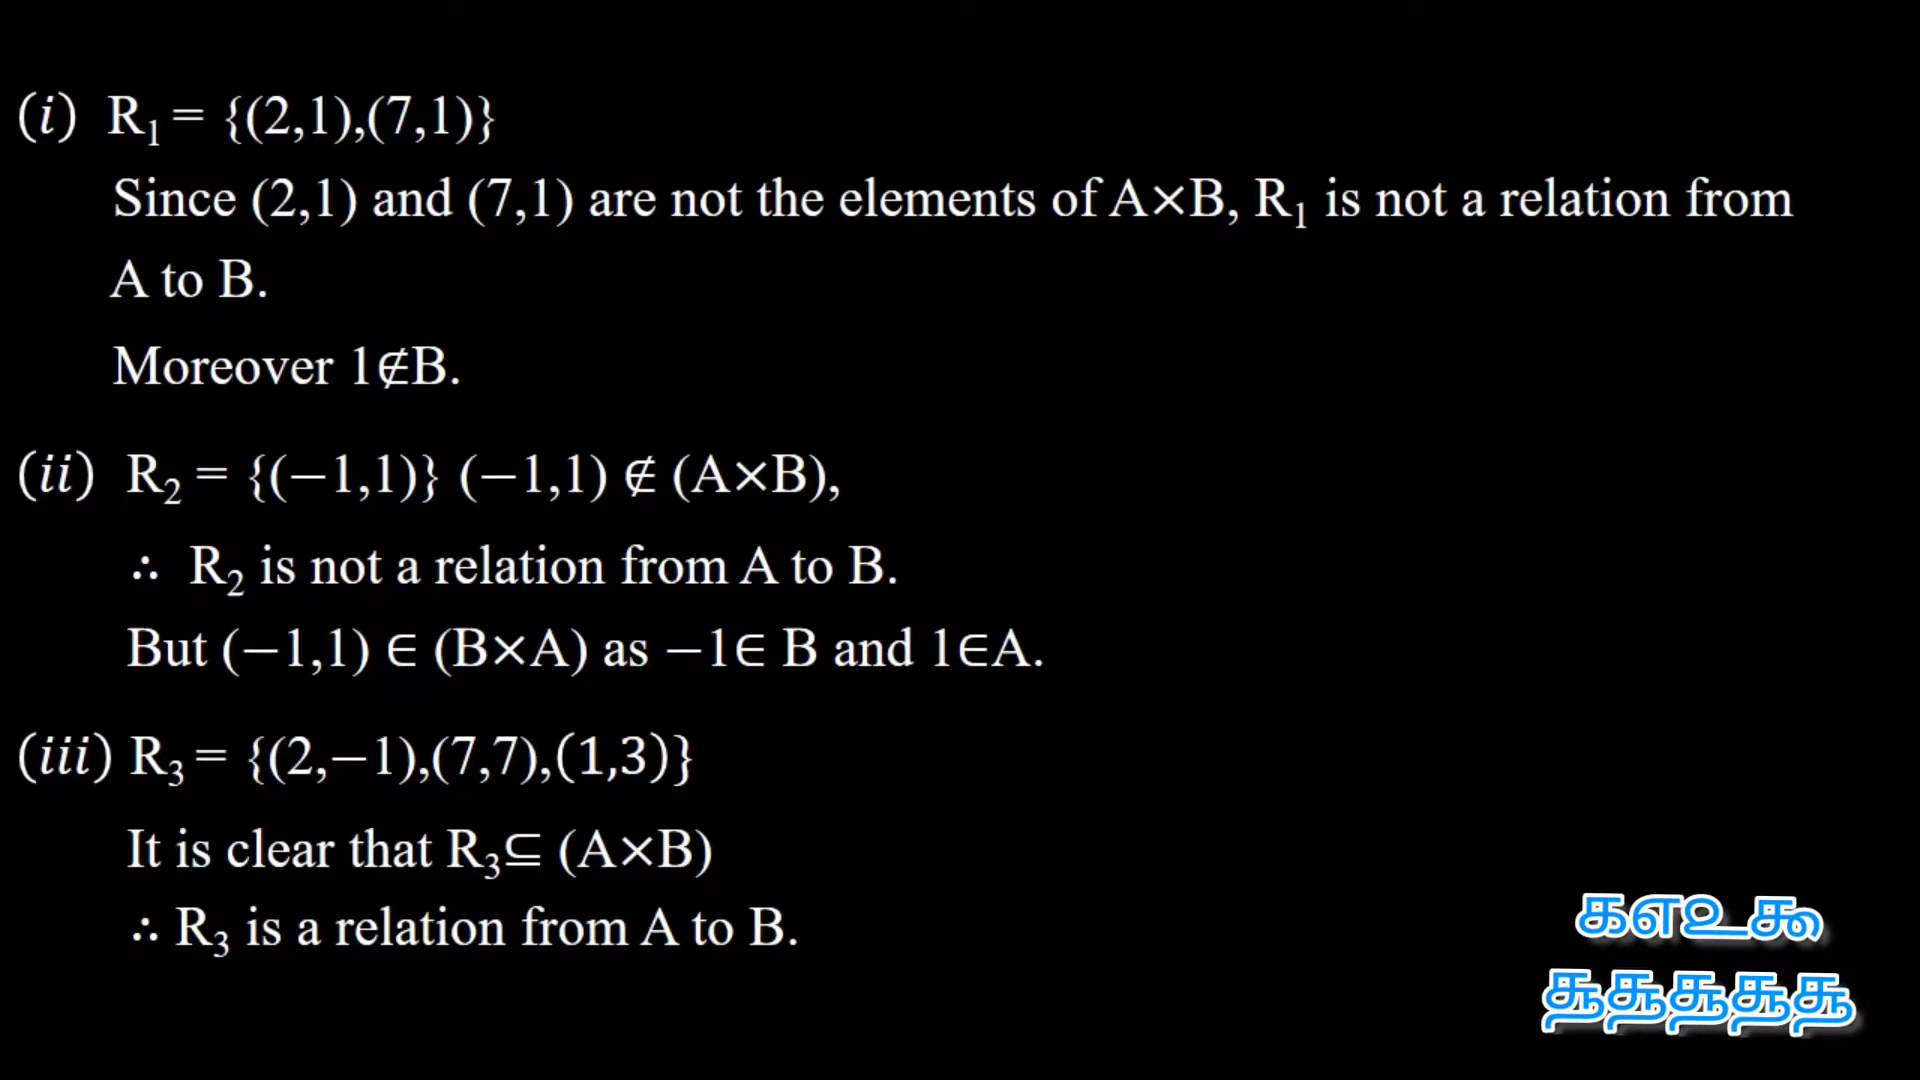 (i) R₁ = {(2,1),(7,1)}
Since (2,1) and (7,1) are not the elements of A×B, R₁ is not a relation from
A to B.
Moreover 1∉B.
(ii) R₂ = {(−1,1)} (−1,1) ∉ (A×B),
∴ R₂ is not a relation from A to B.
But (−1,1) ∈ (B×A) as −1∈ B and 1∈A.
(iii) R₃ = {(2,−1),(7,7),(1,3)}
It is clear that R₃⊆ (A×B)
∴ R₃ is a relation from A to B.